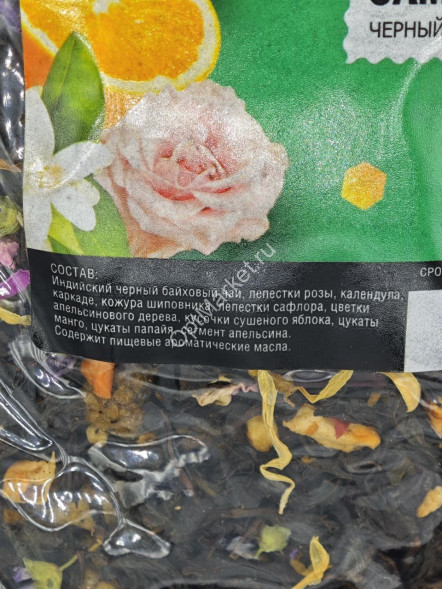 ЧЕРНЫЙ
СОСТАВ:
Индийский черный байховый чай, лепестки розы, календула,
каркаде, кожура шиповника, лепестки сафлора, цветки
апельсинового дерева, кусочки сушеного яблока, цукаты
манго, цукаты папайя, сегмент апельсина.
Содержит пищевые ароматические масла.
СРО